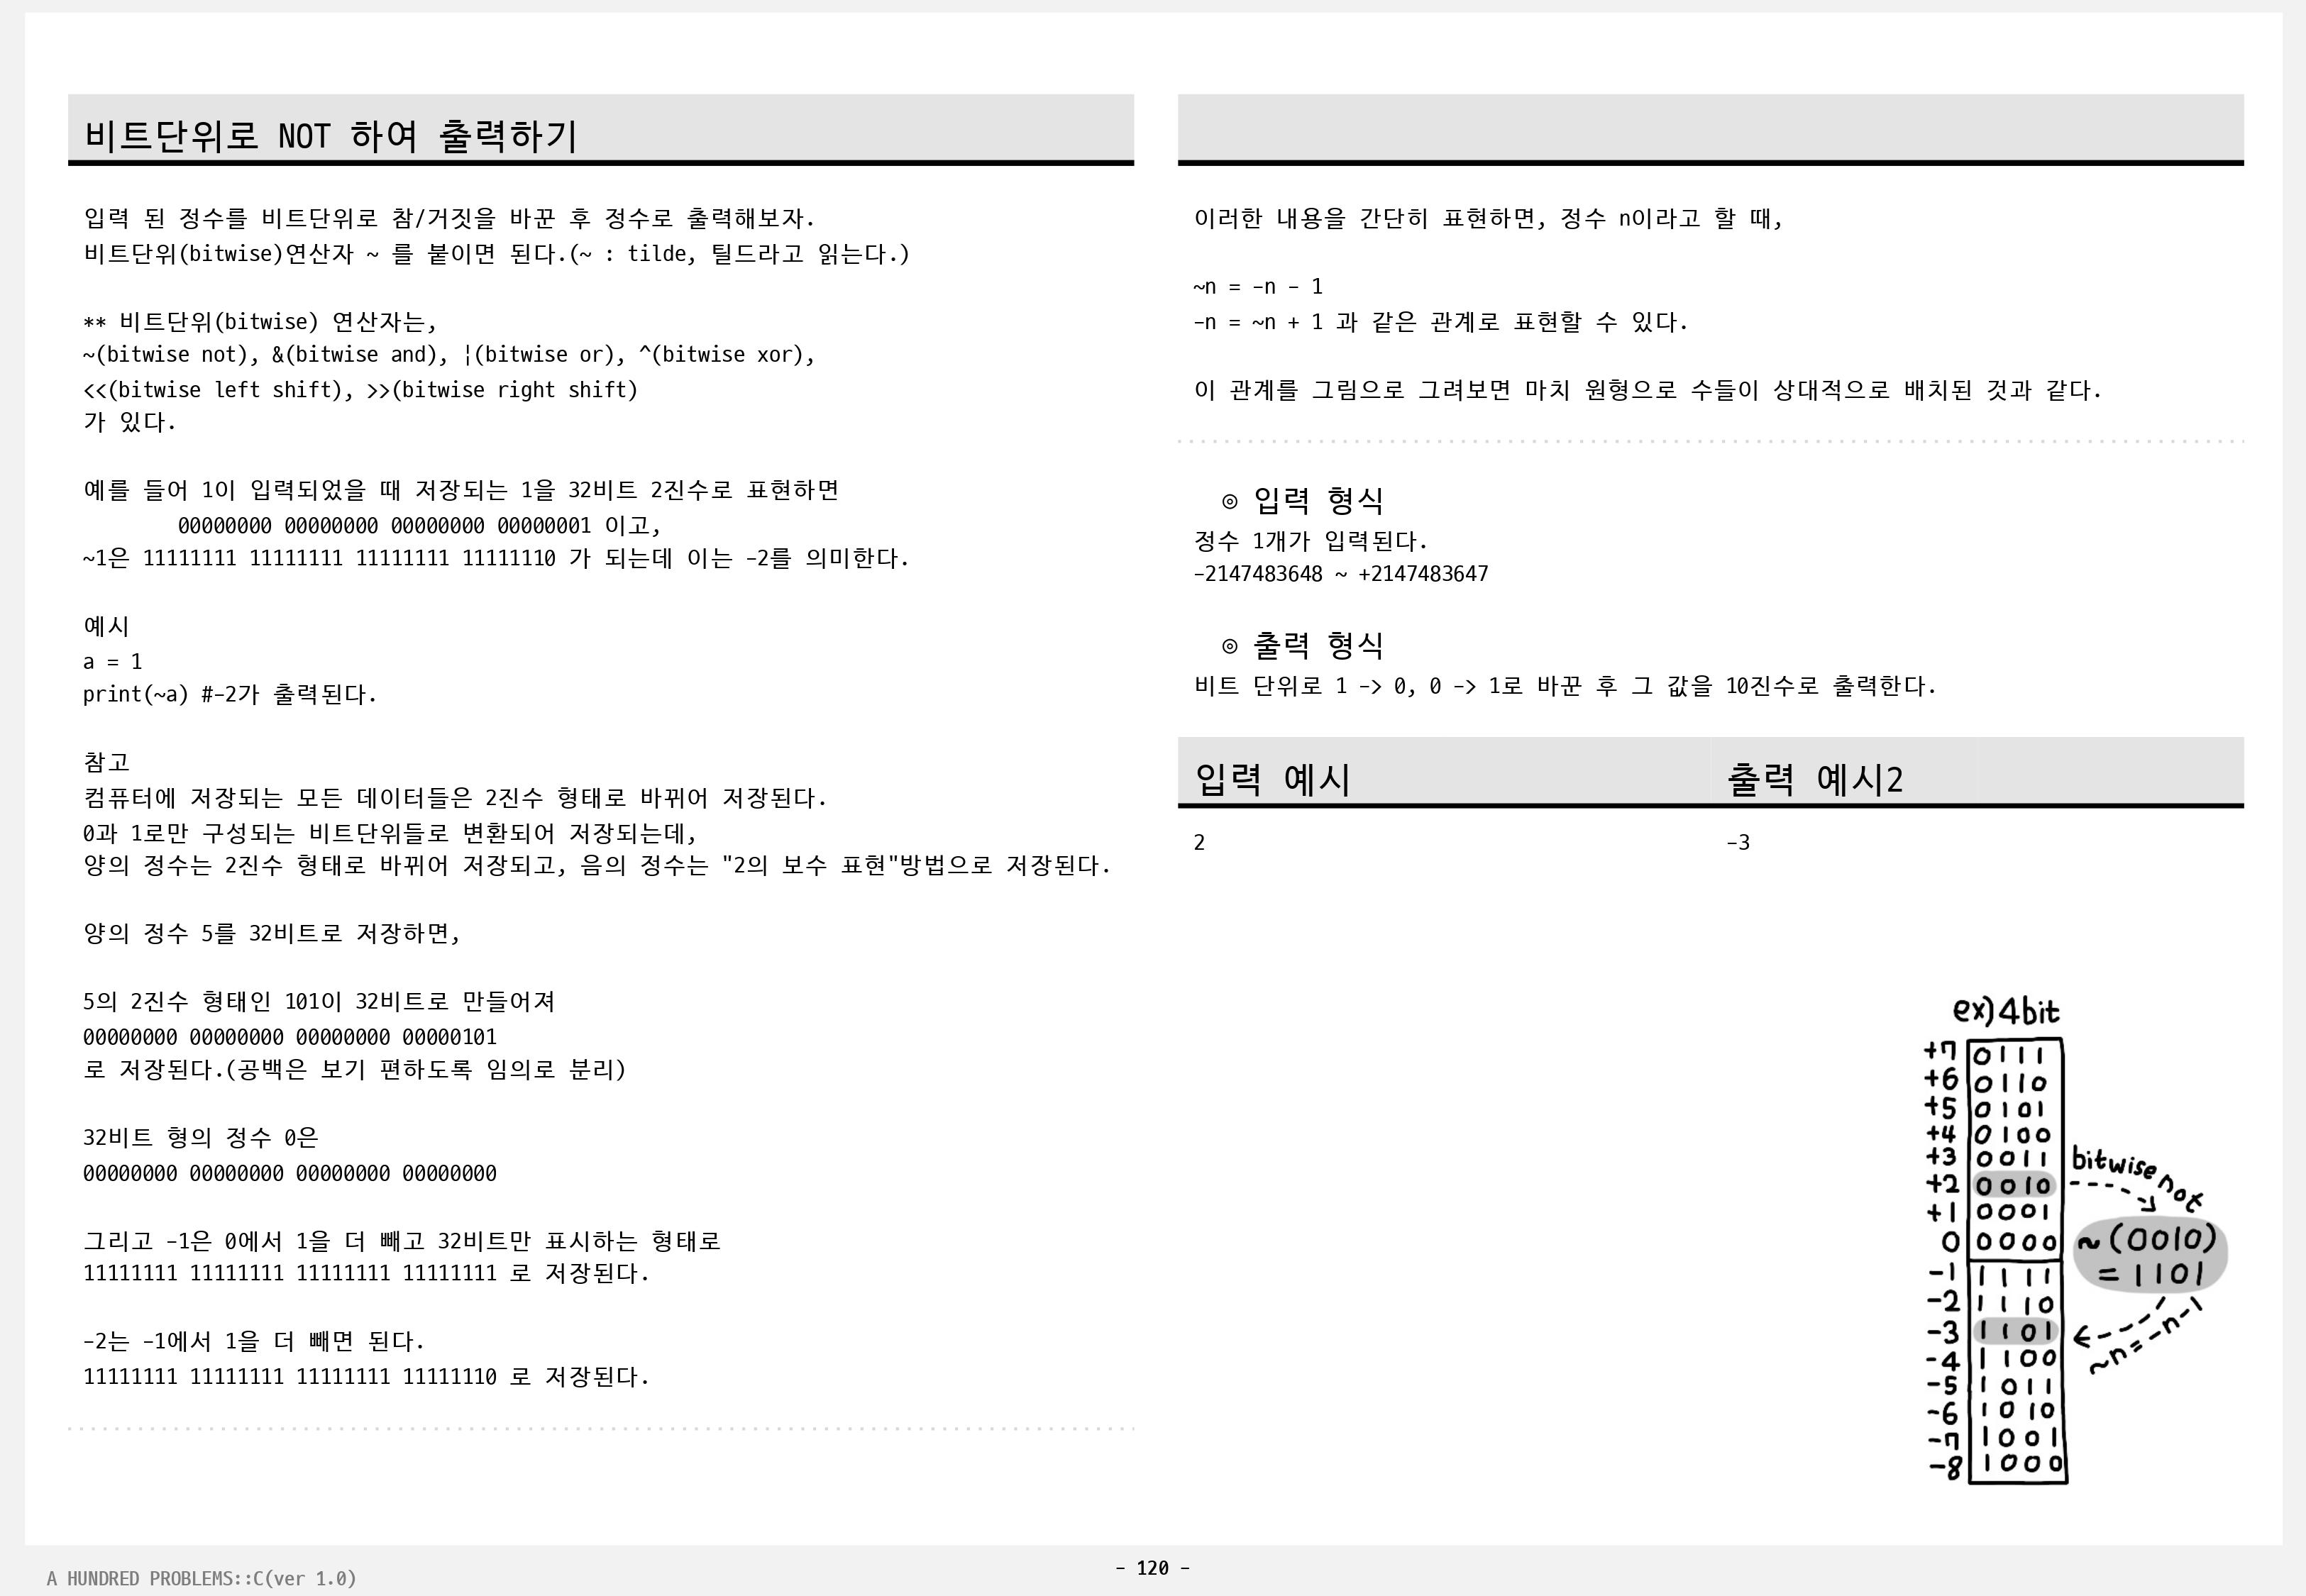 비트단위로 NOT 하여 출력하기
입력 된 정수를 비트단위로 참/거짓을 바꾼 후 정수로 출력해보자.
비트단위(bitwise)연산자 ~ 를 붙이면 된다.(~ : tilde, 틸드라고 읽는다.)
** 비트단위(bitwise) 연산자는,
~(bitwise not), &(bitwise and), ¦(bitwise or), ^(bitwise xor),
<<(bitwise left shift), >>(bitwise right shift)
가 있다.
예를 들어 1이 입력되었을 때 저장되는 1을 32비트 2진수로 표현하면
00000000 00000000 00000000 00000001 이고,
~1은 11111111 11111111 11111111 11111110 가 되는데 이는 -2를 의미한다.
예시
a = 1
print(~a) #-2가 출력된다.
참고
컴퓨터에 저장되는 모든 데이터들은 2진수 형태로 바뀌어 저장된다.
0과 1로만 구성되는 비트단위들로 변환되어 저장되는데,
양의 정수는 2진수 형태로 바뀌어 저장되고, 음의 정수는 "2의 보수 표현"방법으로 저장된다.
양의 정수 5를 32비트로 저장하면,
5의 2진수 형태인 101이 32비트로 만들어져
00000000 00000000 00000000 00000101
로 저장된다.(공백은 보기 편하도록 임의로 분리)
32비트 형의 정수 0은
00000000 00000000 00000000 00000000
그리고 -1은 0에서 1을 더 빼고 32비트만 표시하는 형태로
11111111 11111111 11111111 11111111 로 저장된다.
-2는 -1에서 1을 더 빼면 된다.
11111111 11111111 11111111 11111110 로 저장된다.
이러한 내용을 간단히 표현하면, 정수 n이라고 할 때,
~n = -n - 1
-n = ~n + 1 과 같은 관계로 표현할 수 있다.
이 관계를 그림으로 그려보면 마치 원형으로 수들이 상대적으로 배치된 것과 같다.
◎ 입력 형식
정수 1개가 입력된다.
-2147483648 ~ +2147483647
◎ 출력 형식
비트 단위로 1 -> 0, 0 -> 1로 바꾼 후 그 값을 10진수로 출력한다.
입력 예시 출력 예시2
2 -3
ex)4bit
+7 0111
+6 0110
+5 0101
+4 0100
+3 0011
+2 0010
+1 0001
0 0000
-1 1111
-2 1110
-3 1101
-4 1100
-5 1011
-6 1010
-7 1001
-8 1000
bitwise not
~(0010)
= 1101
~n=-n-1
A HUNDRED PROBLEMS::C(ver 1.0)
- 120 -